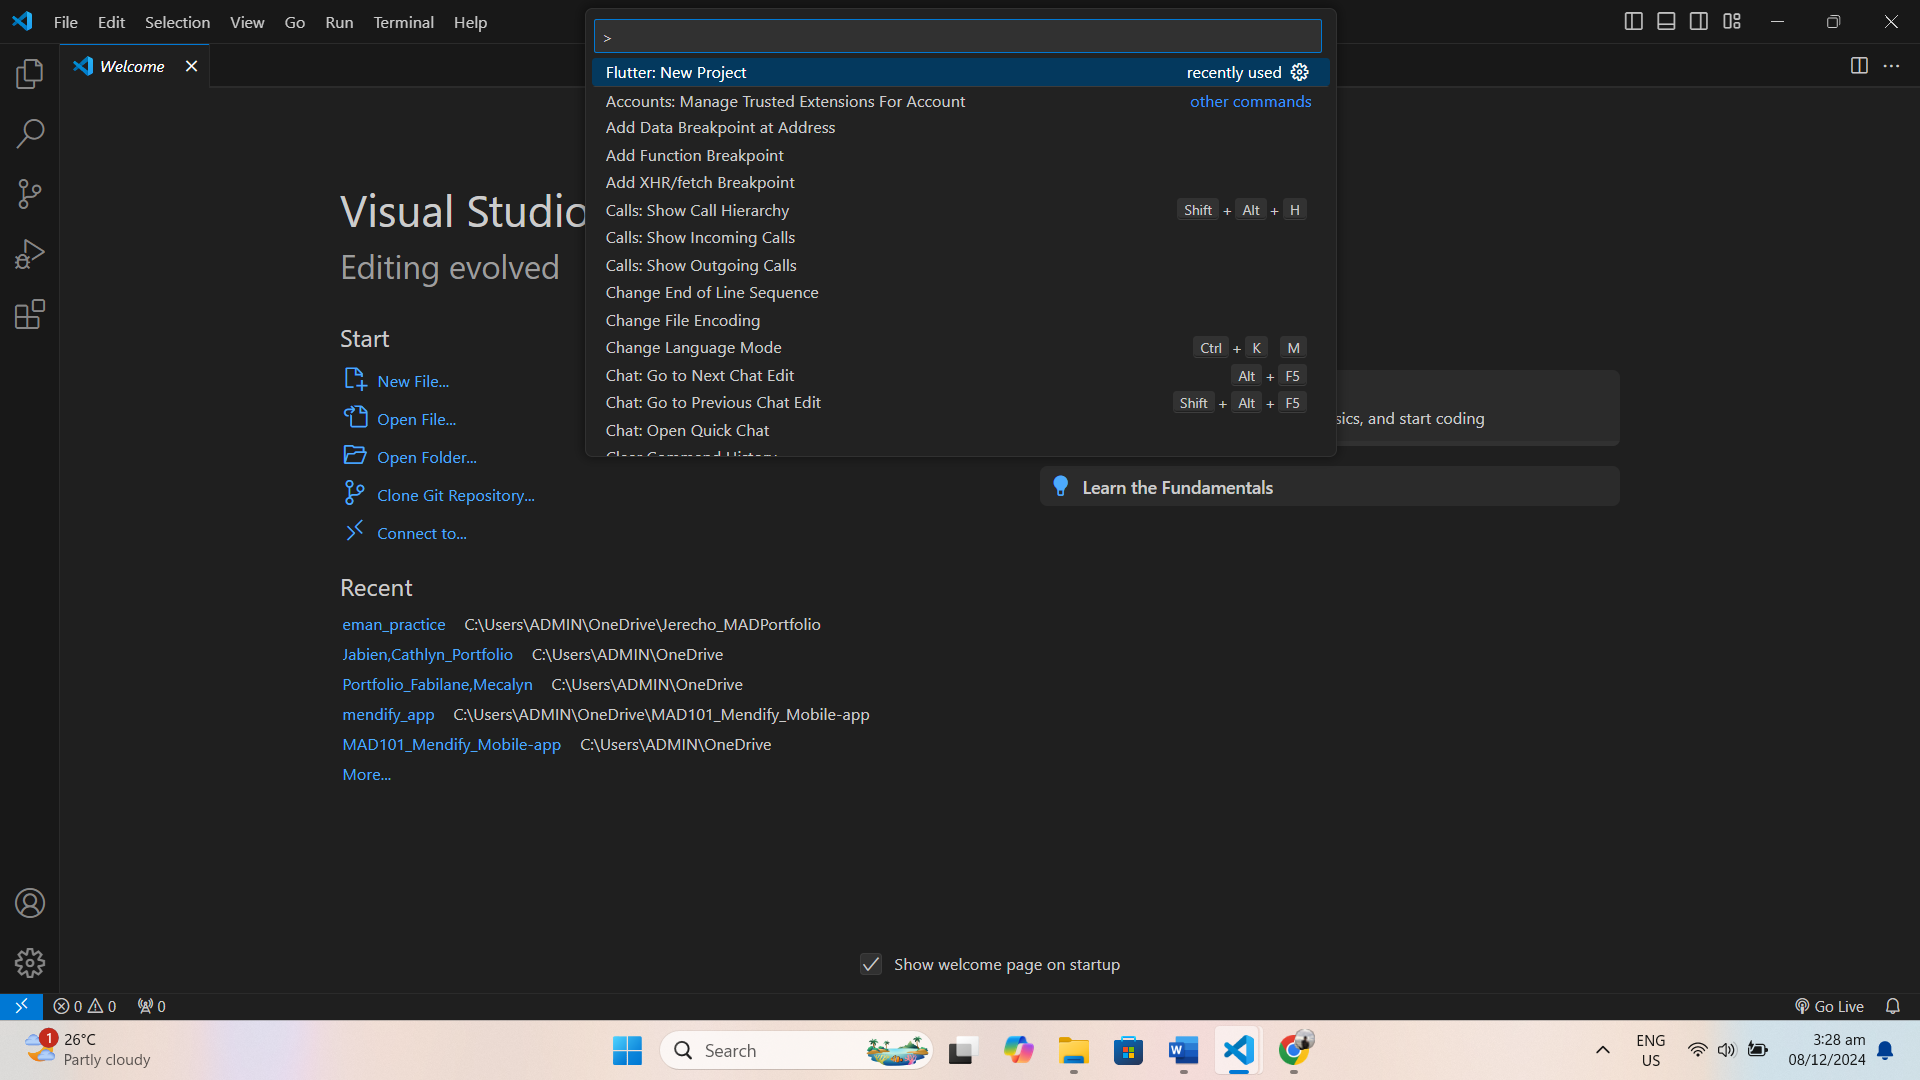 File Edit Selection View Go Run Terminal Help
Welcome
>
Flutter: New Project recently used
Accounts: Manage Trusted Extensions For Account other commands
Add Data Breakpoint at Address
Add Function Breakpoint
Add XHR/fetch Breakpoint
Calls: Show Call Hierarchy Shift + Alt + H
Calls: Show Incoming Calls
Calls: Show Outgoing Calls
Change End of Line Sequence
Change File Encoding
Change Language Mode Ctrl + K M
Chat: Go to Next Chat Edit Alt + F5
Chat: Go to Previous Chat Edit Shift + Alt + F5
Chat: Open Quick Chat
Clear Command History
Visual Studio
Editing evolved
Start
New File...
Open File...
Open Folder...
Clone Git Repository...
Connect to...
Recent
eman_practice C:\Users\ADMIN\OneDrive\Jerecho_MADPortfolio
Jabien,Cathlyn_Portfolio C:\Users\ADMIN\OneDrive
Portfolio_Fabilane,Mecalyn C:\Users\ADMIN\OneDrive
mendify_app C:\Users\ADMIN\OneDrive\MAD101_Mendify_Mobile-app
MAD101_Mendify_Mobile-app C:\Users\ADMIN\OneDrive
More...
sics, and start coding
Learn the Fundamentals
Show welcome page on startup
0 0 0
Go Live
1
26°C
Partly cloudy
Search
W
ENG
US
3:28 am
08/12/2024